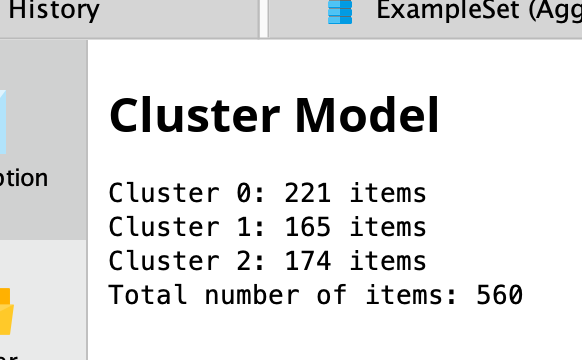 History
ExampleSet (Agg
Cluster Model
ption
Cluster 0: 221 items
Cluster 1: 165 items
Cluster 2: 174 items
Total number of items: 560